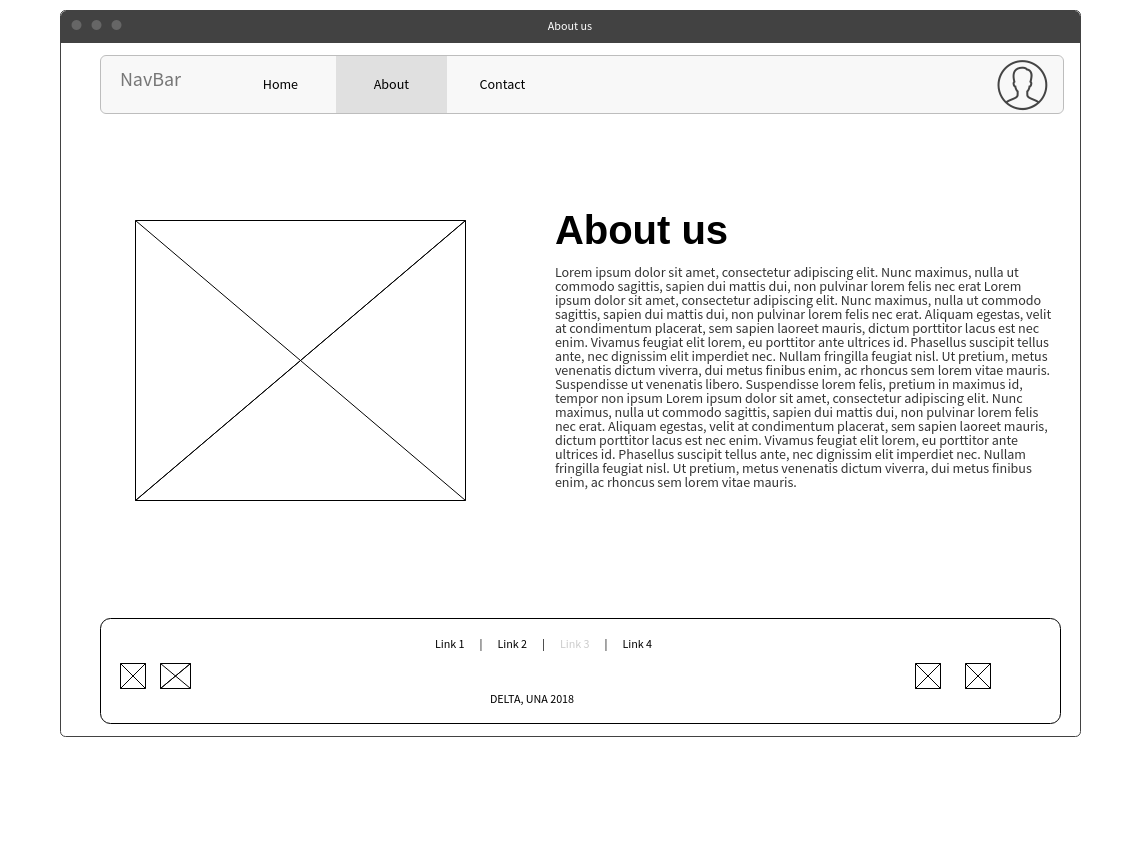 About us
NavBar
Home
About
Contact
About us
Lorem ipsum dolor sit amet, consectetur adipiscing elit. Nunc maximus, nulla ut
commodo sagittis, sapien dui mattis dui, non pulvinar lorem felis nec erat Lorem
ipsum dolor sit amet, consectetur adipiscing elit. Nunc maximus, nulla ut commodo
sagittis, sapien dui mattis dui, non pulvinar lorem felis nec erat. Aliquam egestas, velit
at condimentum placerat, sem sapien laoreet mauris, dictum porttitor lacus est nec
enim. Vivamus feugiat elit lorem, eu porttitor ante ultrices id. Phasellus suscipit tellus
ante, nec dignissim elit imperdiet nec. Nullam fringilla feugiat nisl. Ut pretium, metus
venenatis dictum viverra, dui metus finibus enim, ac rhoncus sem lorem vitae mauris.
Suspendisse ut venenatis libero. Suspendisse lorem felis, pretium in maximus id,
tempor non ipsum Lorem ipsum dolor sit amet, consectetur adipiscing elit. Nunc
maximus, nulla ut commodo sagittis, sapien dui mattis dui, non pulvinar lorem felis
nec erat. Aliquam egestas, velit at condimentum placerat, sem sapien laoreet mauris,
dictum porttitor lacus est nec enim. Vivamus feugiat elit lorem, eu porttitor ante
ultrices id. Phasellus suscipit tellus ante, nec dignissim elit imperdiet nec. Nullam
fringilla feugiat nisl. Ut pretium, metus venenatis dictum viverra, dui metus finibus
enim, ac rhoncus sem lorem vitae mauris.
Link 1 | Link 2 | Link 3 | Link 4
DELTA, UNA 2018